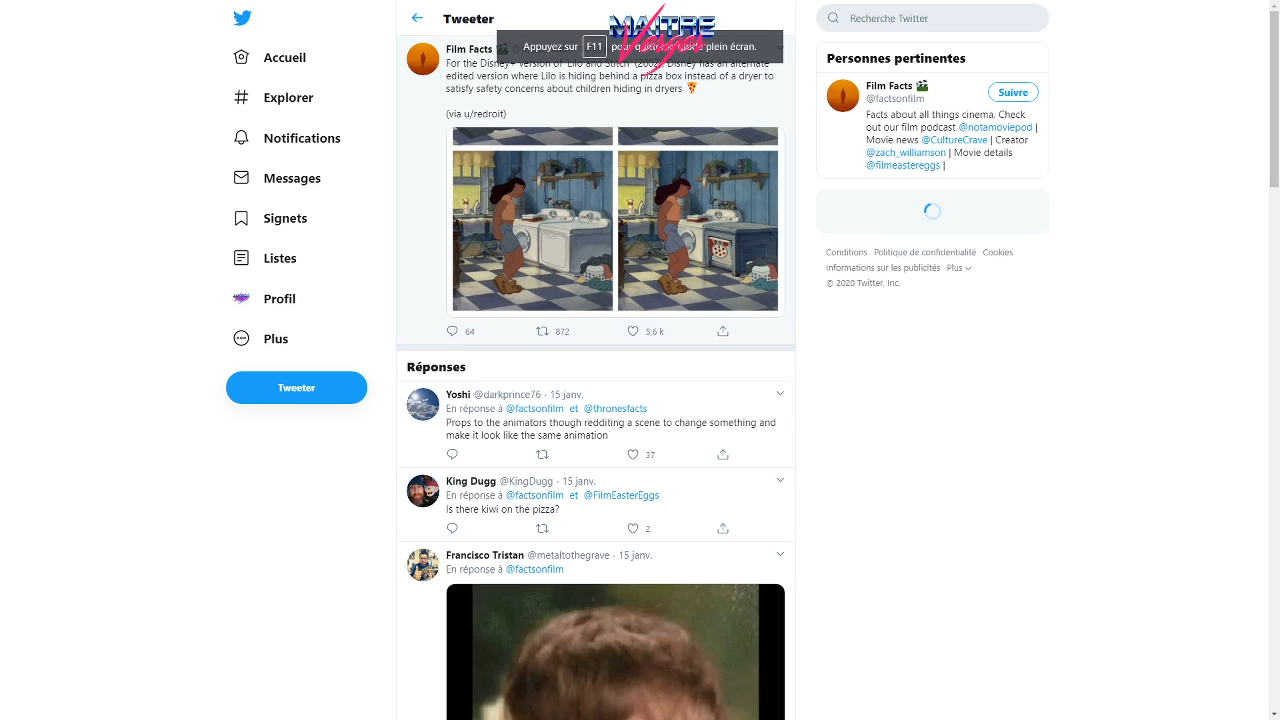 Tweeter
MAITRE
Appuyez sur F11 pour quitter le mode plein écran.
Film Facts
For the Disney+ version of 'Lilo and Stitch' (2002) Disney has an alternate
edited version where Lilo is hiding behind a pizza box instead of a dryer to
satisfy safety concerns about children hiding in dryers 🍕
(via u/redroit)
64 872 5,6 k
Réponses
Yoshi @darkprince76 · 15 janv.
En réponse à @factsonfilm et @thronesfacts
Props to the animators though redditing a scene to change something and
make it look like the same animation
37
King Dugg @KingDugg · 15 janv.
En réponse à @factsonfilm et @FilmEasterEggs
Is there kiwi on the pizza?
2
Francisco Tristan @metaltothegrave · 15 janv.
En réponse à @factsonfilm
Accueil
Explorer
Notifications
Messages
Signets
Listes
Profil
Plus
Tweeter
Recherche Twitter
Personnes pertinentes
Film Facts 🎬
@factsonfilm
Suivre
Facts about all things cinema. Check
out our film podcast @notamoviepod |
Movie news @CultureCrave | Creator
@zach_williamson | Movie details
@filmeastereggs |
Conditions Politique de confidentialité Cookies
Informations sur les publicités Plus
© 2020 Twitter, Inc.